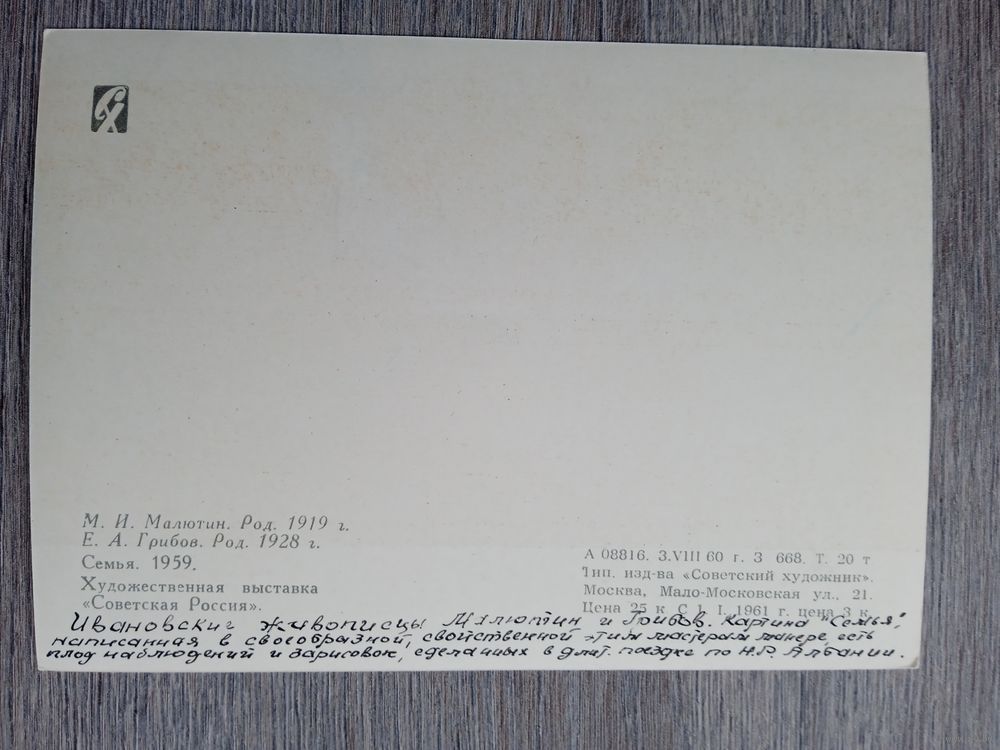 М. И. Малютин. Род. 1919 г.
Е. А. Грибов. Род. 1928 г.
Семья. 1959.
Художественная выставка
«Советская Россия».
А 08816. 3.VIII 60 г. З 668. Т. 20 т
Тип. изд-ва «Советский художник».
Москва, Мало-Московская ул., 21.
Цена 25 к С 1. I. 1961 г. цена 3 к.
Ивановские живописцы Малютин и Грибов. Картина "Семья",
написанная в своеобразной, свойственной этим мастерам манере, есть
плод наблюдений и зарисовок, сделанных в длит. поездке по Н.Р. Албании.